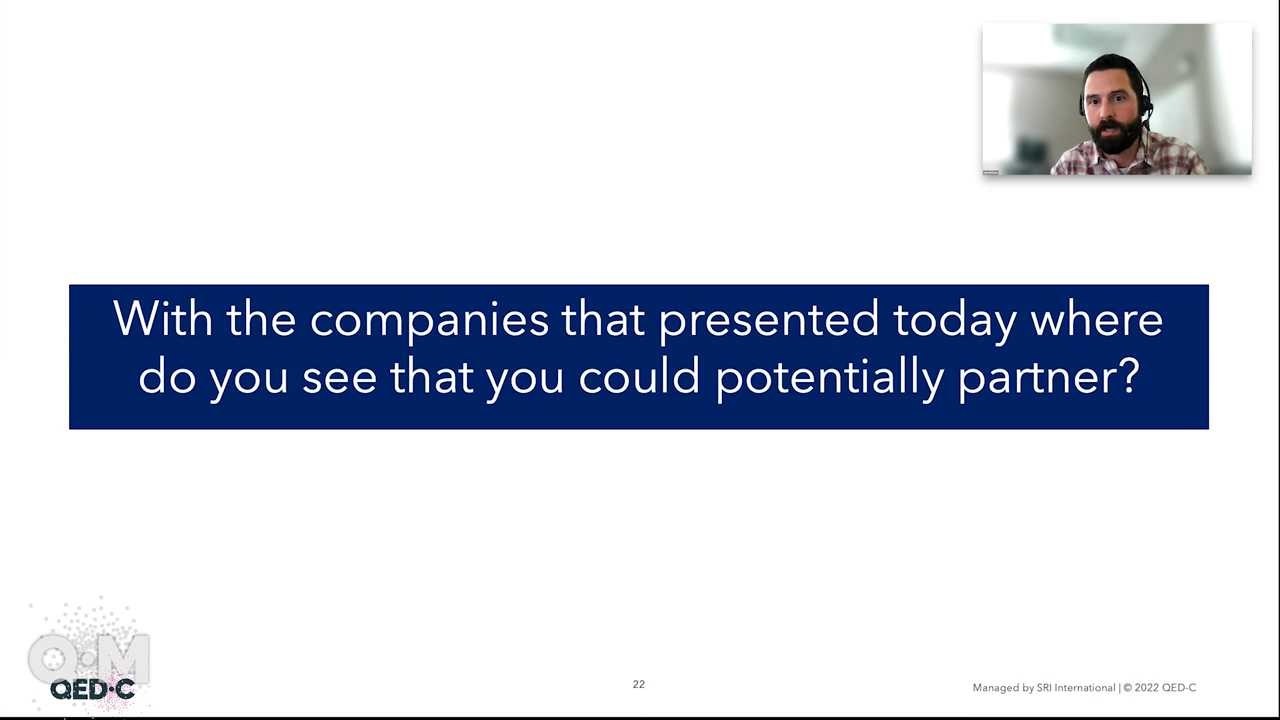 With the companies that presented today where
do you see that you could potentially partner?
Q•M
QED•C
22
Managed by SRI International | © 2022 QED-C